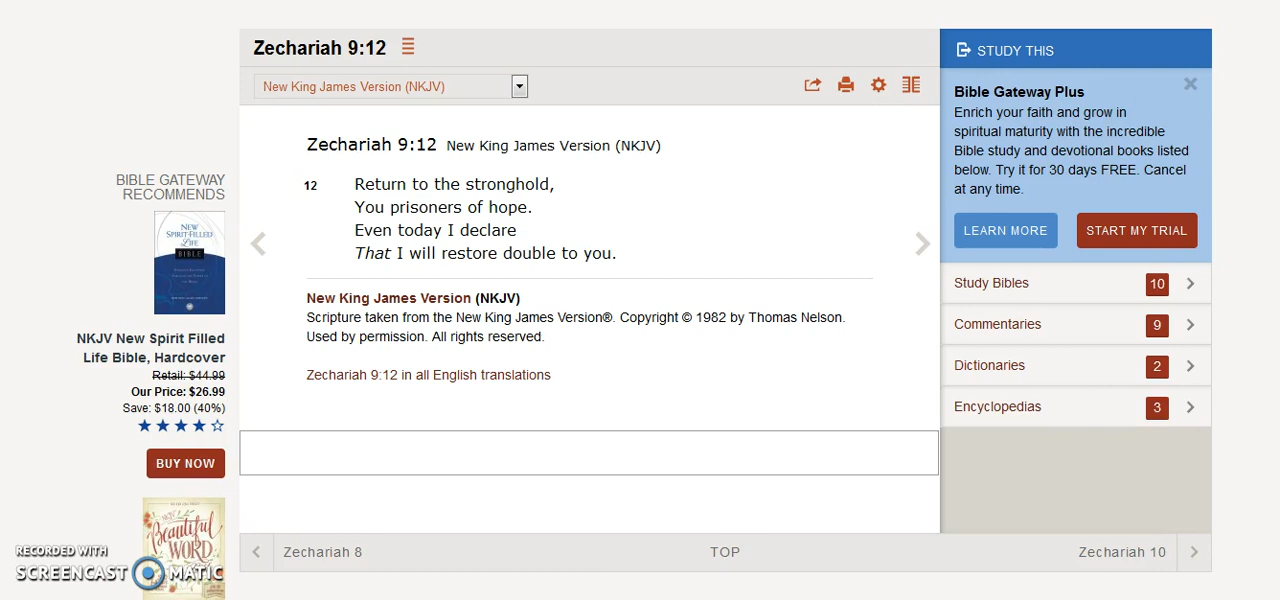 Zechariah 9:12
New King James Version (NKJV)
Zechariah 9:12 New King James Version (NKJV)
12 Return to the stronghold,
You prisoners of hope.
Even today I declare
That I will restore double to you.
New King James Version (NKJV)
Scripture taken from the New King James Version®. Copyright © 1982 by Thomas Nelson.
Used by permission. All rights reserved.
Zechariah 9:12 in all English translations
Zechariah 8
TOP
Zechariah 10
BIBLE GATEWAY
RECOMMENDS
NEW
SPIRIT-FILLED
LIFE
BIBLE
NKJV New Spirit Filled
Life Bible, Hardcover
Retail: $44.99
Our Price: $26.99
Save: $18.00 (40%)
BUY NOW
Beautiful
WORD
STUDY THIS
Bible Gateway Plus
Enrich your faith and grow in
spiritual maturity with the incredible
Bible study and devotional books listed
below. Try it for 30 days FREE. Cancel
at any time.
LEARN MORE
START MY TRIAL
Study Bibles 10
Commentaries 9
Dictionaries 2
Encyclopedias 3
RECORDED WITH
SCREENCAST MATIC